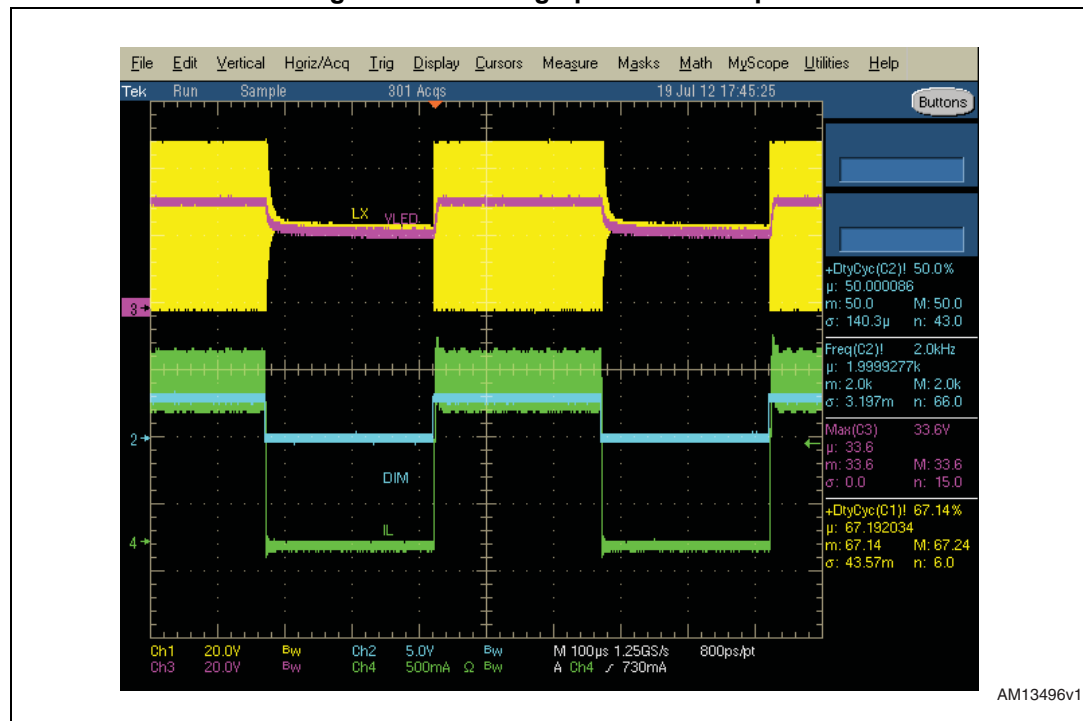 File Edit Vertical Horiz/Acq Trig Display Cursors Measure Masks Math MyScope Utilities Help
Tek Run Sample 301 Acqs 19 Jul 12 17:45:25
Buttons
LX
VLED
3
+DtyCyc(C2)! 50.0%
µ: 50.000086
m: 50.0 M: 50.0
σ: 140.3µ n: 43.0
Freq(C2)! 2.0kHz
µ: 1.9999277k
m: 2.0k M: 2.0k
σ: 3.197m n: 66.0
2
Max(C3) 33.6V
µ: 33.6
m: 33.6 M: 33.6
σ: 0.0 n: 15.0
DIM
IL
4
+DtyCyc(C1)! 67.14%
µ: 67.192034
m: 67.14 M: 67.24
σ: 43.57m n: 6.0
Ch1 20.0V Bw Ch2 5.0V Bw M 100µs 1.25GS/s 800ps/pt
Ch3 20.0V Bw Ch4 500mA Ω Bw A Ch4 730mA
AM13496v1